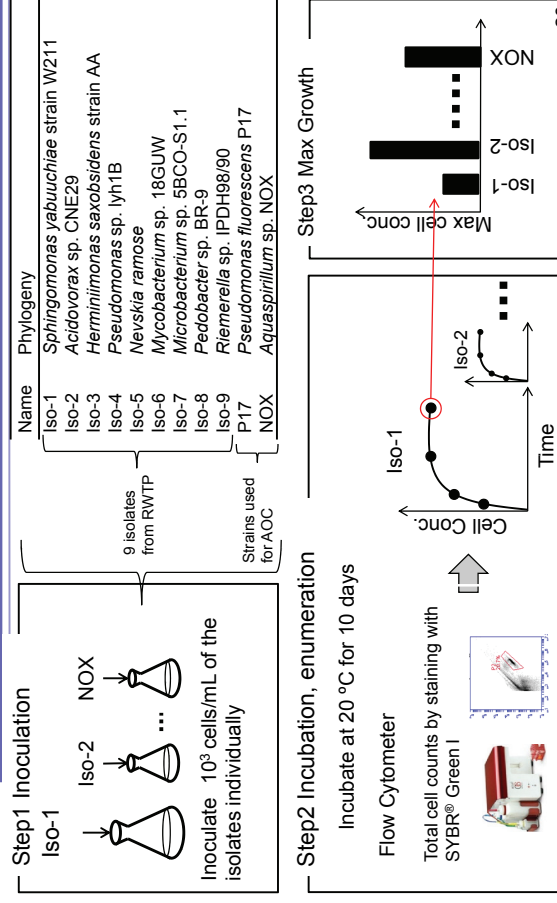 Step1 Inoculation
Iso-1
Iso-2
NOX
...
Inoculate 10³ cells/mL of the
isolates individually
9 isolates
from RWTP
Strains used
for AOC
Name Phylogeny
Iso-1 Sphingomonas yabuuchiae strain W211
Iso-2 Acidovorax sp. CNE29
Iso-3 Herminiimonas saxobsidens strain AA
Iso-4 Pseudomonas sp. lyh1B
Iso-5 Nevskia ramose
Iso-6 Mycobacterium sp. 18GUW
Iso-7 Microbacterium sp. 5BCO-S1.1
Iso-8 Pedobacter sp. BR-9
Iso-9 Riemerella sp. IPDH98/90
P17 Pseudomonas fluorescens P17
NOX Aquaspirillum sp. NOX
Step2 Incubation, enumeration
Incubate at 20 ºC for 10 days
Flow Cytometer
Total cell counts by staining with
SYBR® Green I
Cell Conc.
Iso-1
Iso-2
Time
Step3 Max Growth
Max cell conc.
Iso-1
Iso-2
NOX